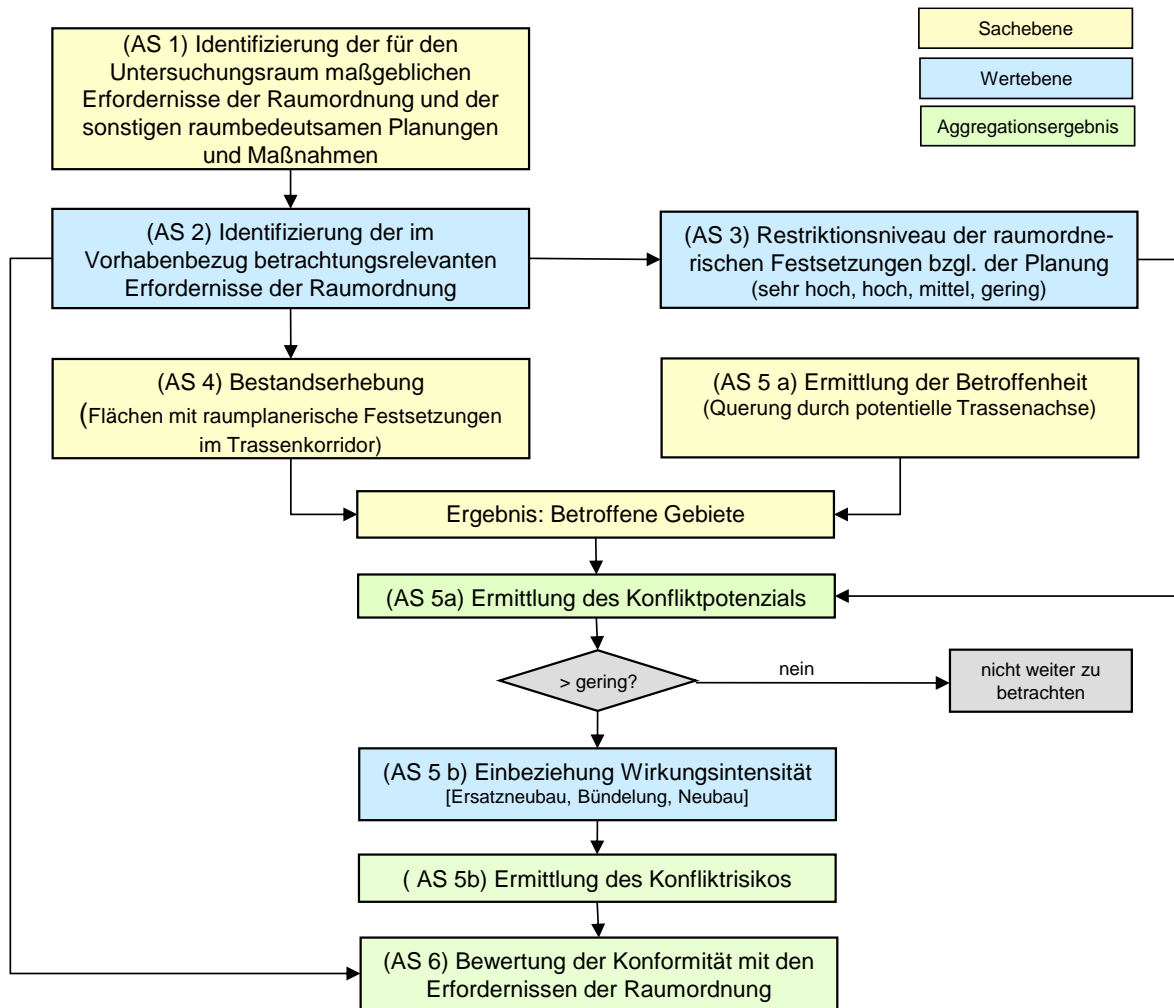 (AS 1) Identifizierung der für den
Untersuchungsraum maßgeblichen
Erfordernisse der Raumordnung und der
sonstigen raumbedeutsamen Planungen
und Maßnahmen
Sachebene
Wertebene
Aggregationsergebnis
(AS 2) Identifizierung der im
Vorhabenbezug betrachtungsrelevanten
Erfordernisse der Raumordnung
(AS 3) Restriktionsniveau der raumordne-
rischen Festsetzungen bzgl. der Planung
(sehr hoch, hoch, mittel, gering)
(AS 4) Bestandserhebung
(Flächen mit raumplanerische Festsetzungen
im Trassenkorridor)
(AS 5 a) Ermittlung der Betroffenheit
(Querung durch potentielle Trassenachse)
Ergebnis: Betroffene Gebiete
(AS 5a) Ermittlung des Konfliktpotenzials
> gering?
nein
nicht weiter zu
betrachten
(AS 5 b) Einbeziehung Wirkungsintensität
[Ersatzneubau, Bündelung, Neubau]
( AS 5b) Ermittlung des Konfliktrisikos
(AS 6) Bewertung der Konformität mit den
Erfordernissen der Raumordnung